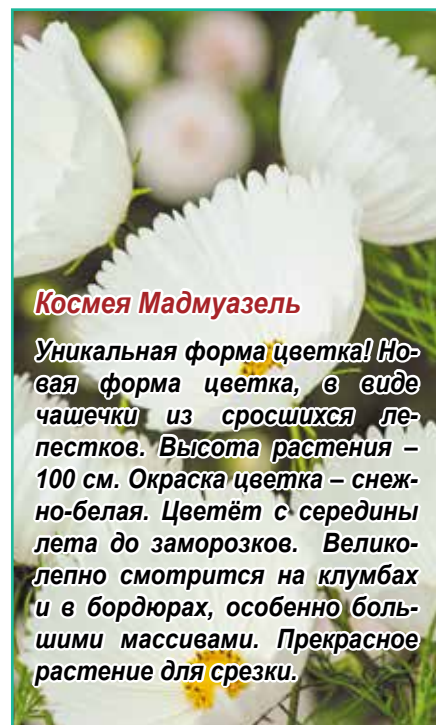 Космея Мадмуазель
Уникальная форма цветка! Но-
вая форма цветка, в виде
чашечки из сросшихся ле-
пестков. Высота растения –
100 см. Окраска цветка – снеж-
но-белая. Цветёт с середины
лета до заморозков. Велико-
лепно смотрится на клумбах
и в бордюрах, особенно боль-
шими массивами. Прекрасное
растение для срезки.